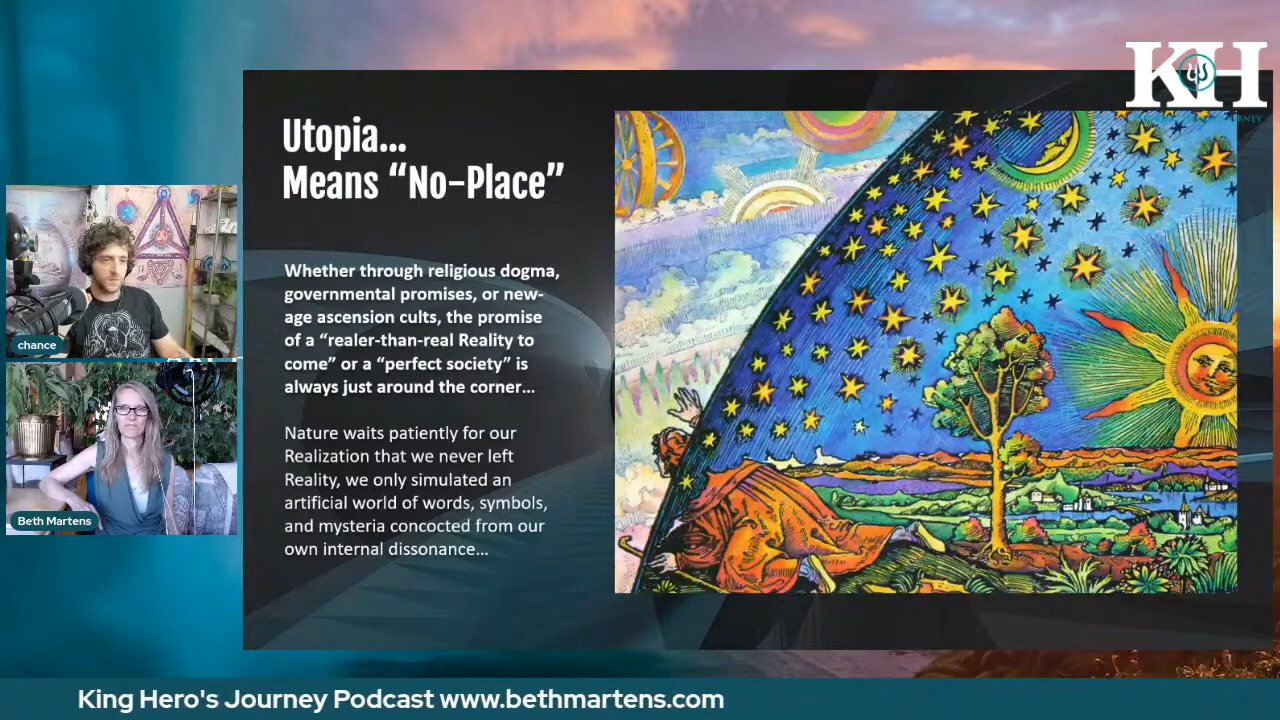 KH
Utopia...
Means “No-Place”
Whether through religious dogma,
governmental promises, or new-
age ascension cults, the promise
of a “realer-than-real Reality to
come” or a “perfect society” is
always just around the corner...
Nature waits patiently for our
Realization that we never left
Reality, we only simulated an
artificial world of words, symbols,
and mysteria concocted from our
own internal dissonance...
chance
Beth Martens
King Hero's Journey Podcast www.bethmartens.com